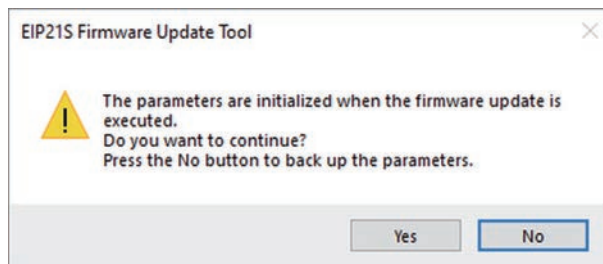 EIP21S Firmware Update Tool
The parameters are initialized when the firmware update is
executed.
Do you want to continue?
Press the No button to back up the parameters.
Yes
No